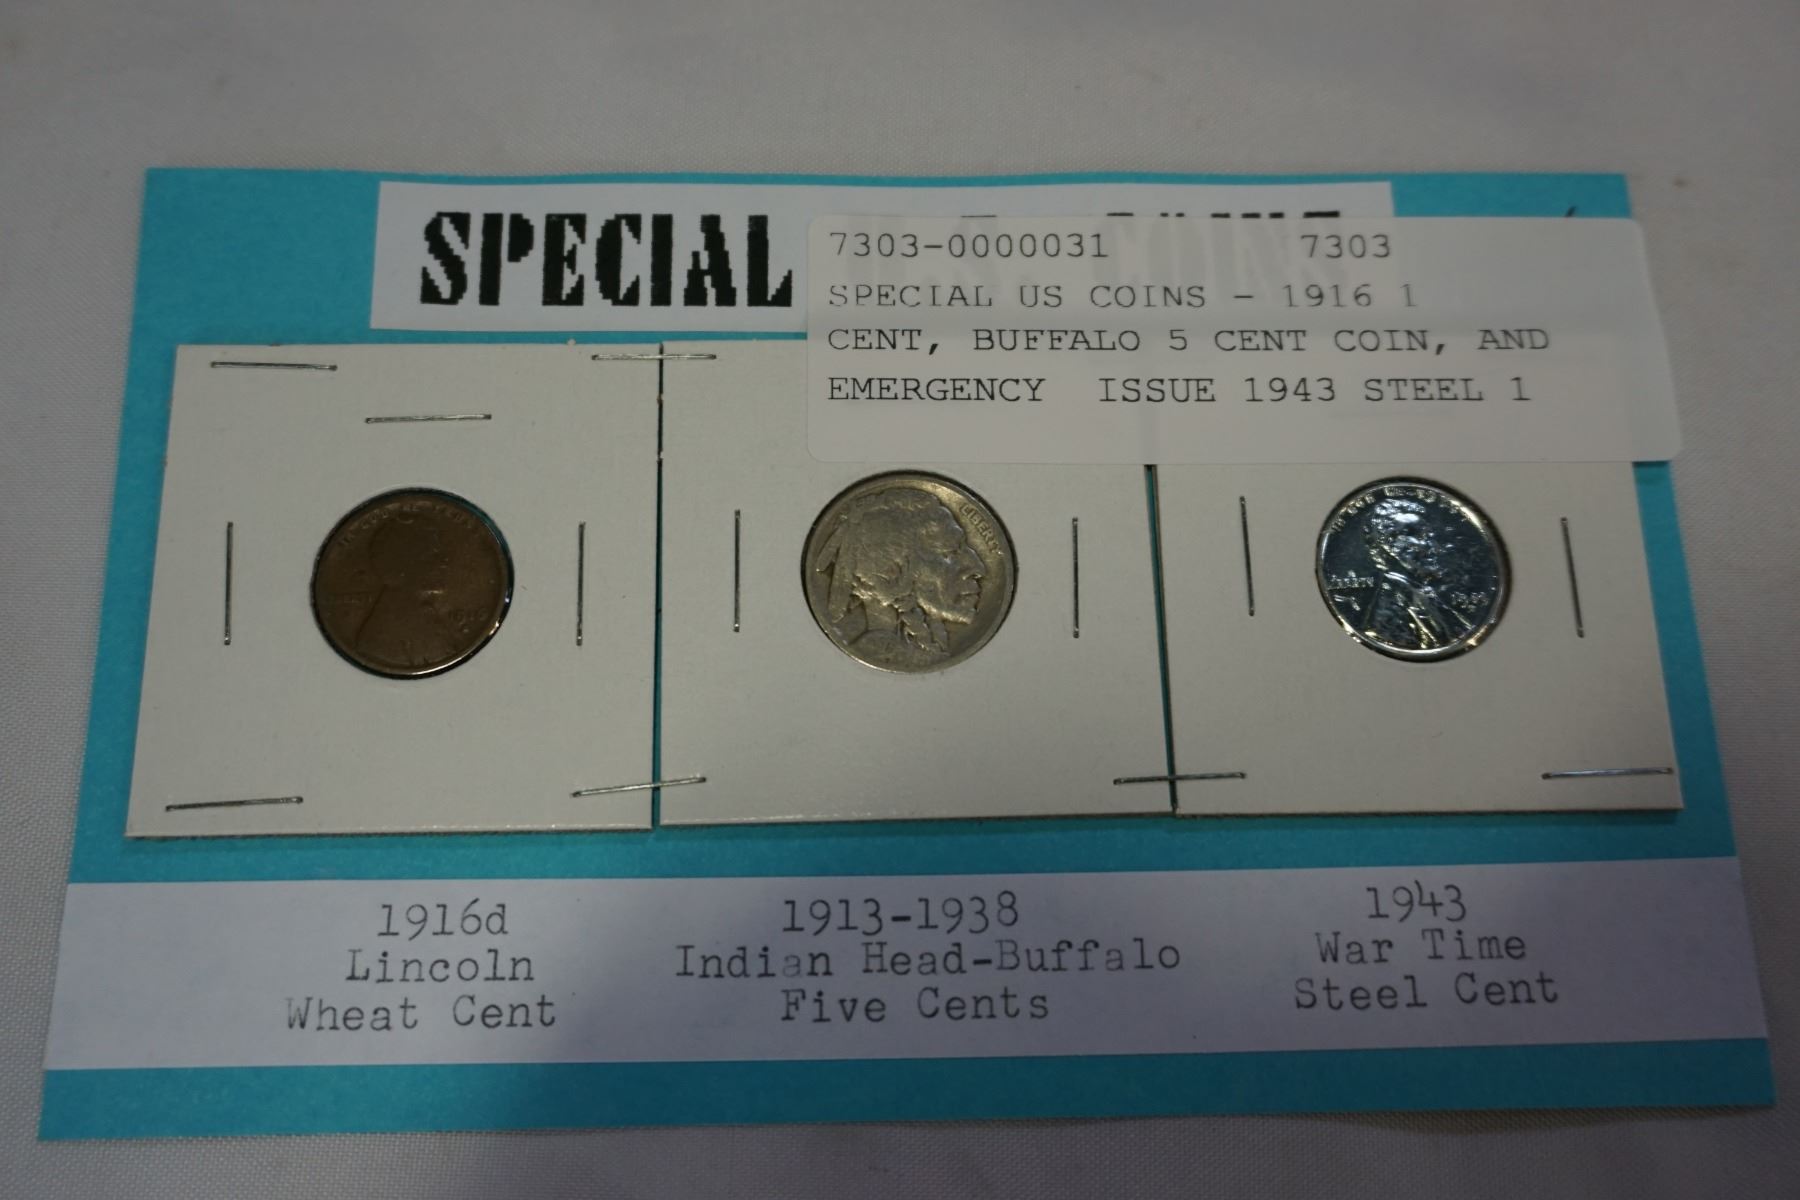 SPECIAL
7303-0000031 7303
SPECIAL US COINS - 1916 1
CENT, BUFFALO 5 CENT COIN, AND
EMERGENCY ISSUE 1943 STEEL 1
LIBERTY
LIBERTY
1916d
Lincoln
Wheat Cent
1913-1938
Indian Head-Buffalo
Five Cents
1943
War Time
Steel Cent